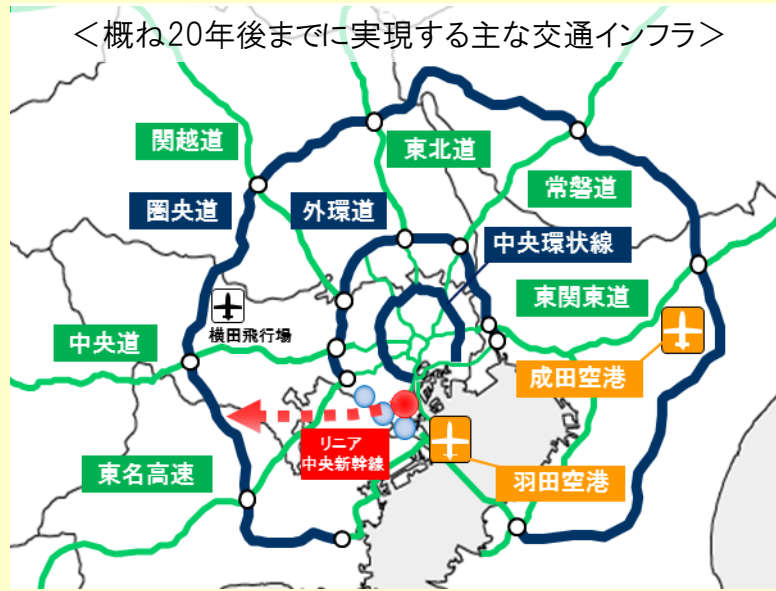 ＜概ね20年後までに実現する主な交通インフラ＞
関越道
東北道
常磐道
圏央道
外環道
中央環状線
東関東道
横田飛行場
中央道
成田空港
リニア
中央新幹線
東名高速
羽田空港